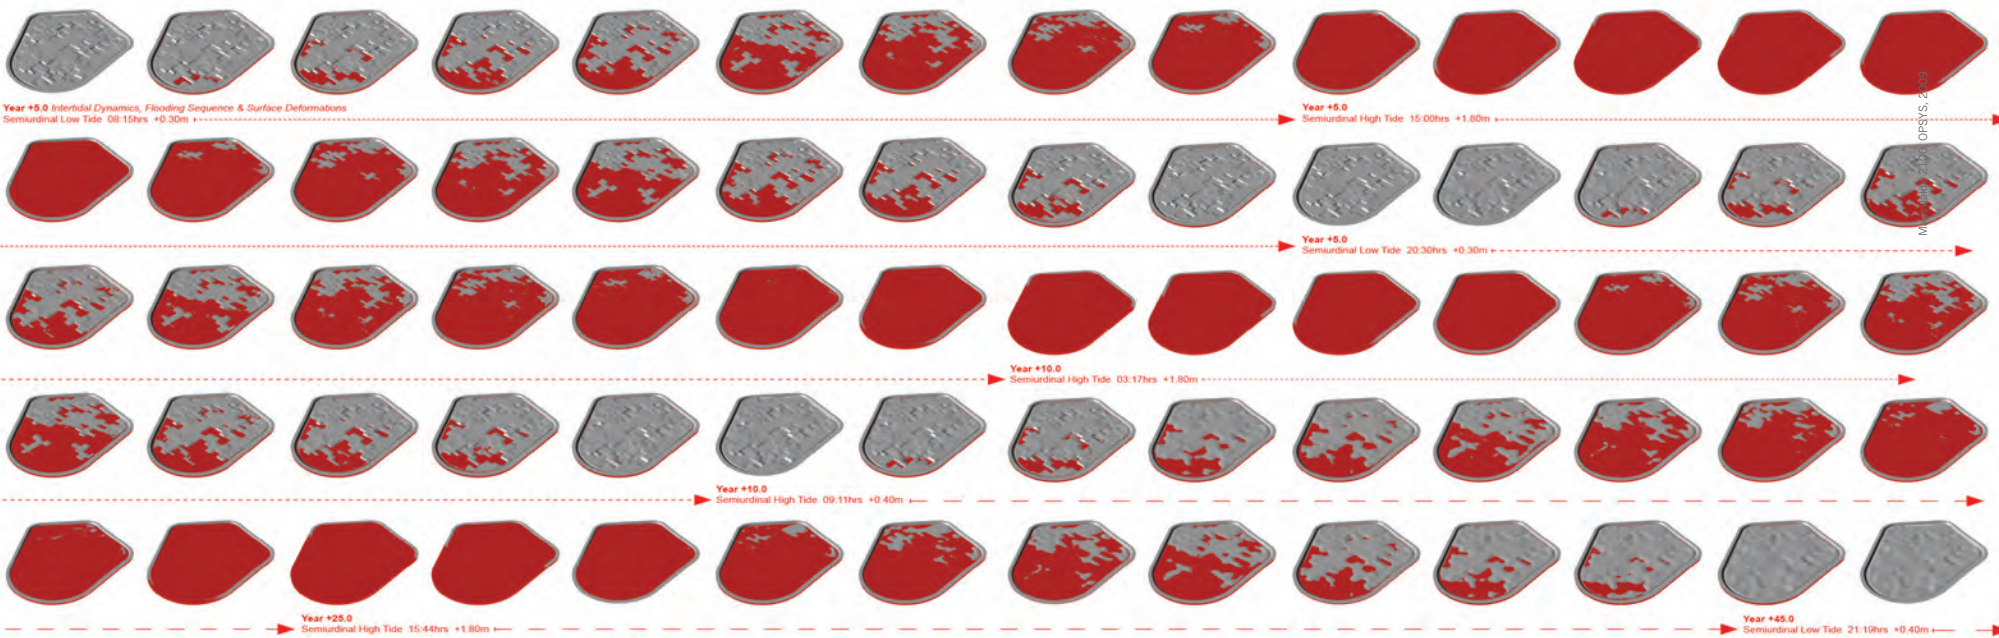 Year +5.0 Intertidal Dynamics, Flooding Sequence & Surface Deformations
Semiurdinal Low Tide 08:15hrs +0.30m
Year +5.0
Semiurdinal High Tide 15:00hrs +1.80m
OPSYS, 2009.
Year +5.0
Semiurdinal Low Tide 20:30hrs +0.30m
Year +10.0
Semiurdinal High Tide 03:17hrs +1.80m
Year +10.0
Semiurdinal High Tide 09:11hrs +0.40m
Year +25.0
Semiurdinal High Tide 15:44hrs +1.80m
Year +45.0
Semiurdinal Low Tide 21:19hrs +0.40m